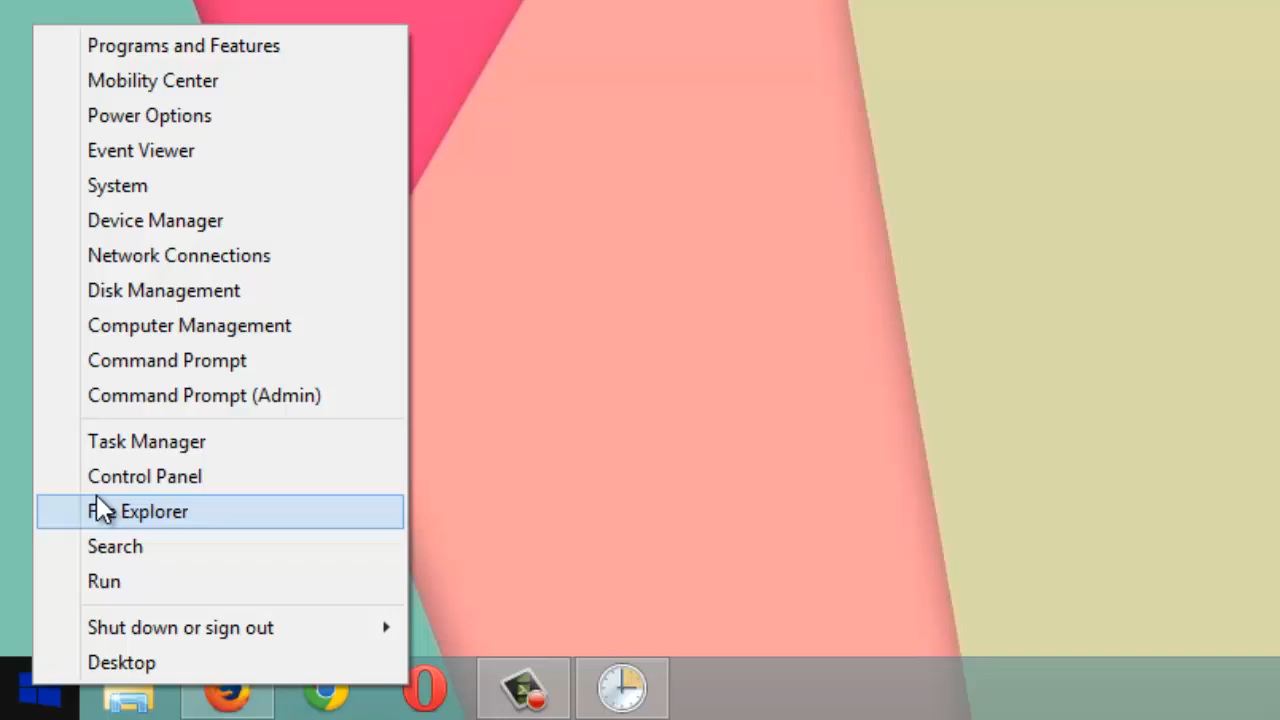 Programs and Features
Mobility Center
Power Options
Event Viewer
System
Device Manager
Network Connections
Disk Management
Computer Management
Command Prompt
Command Prompt (Admin)
Task Manager
Control Panel
File Explorer
Search
Run
Shut down or sign out
Desktop